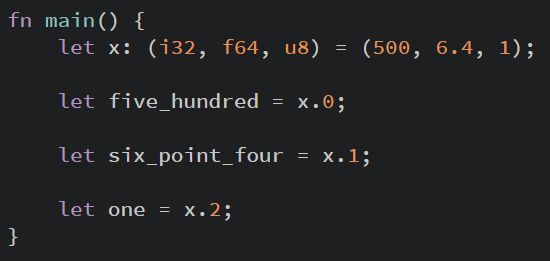 fn main() {
    let x: (i32, f64, u8) = (500, 6.4, 1);
    let five_hundred = x.0;
    let six_point_four = x.1;
    let one = x.2;
}